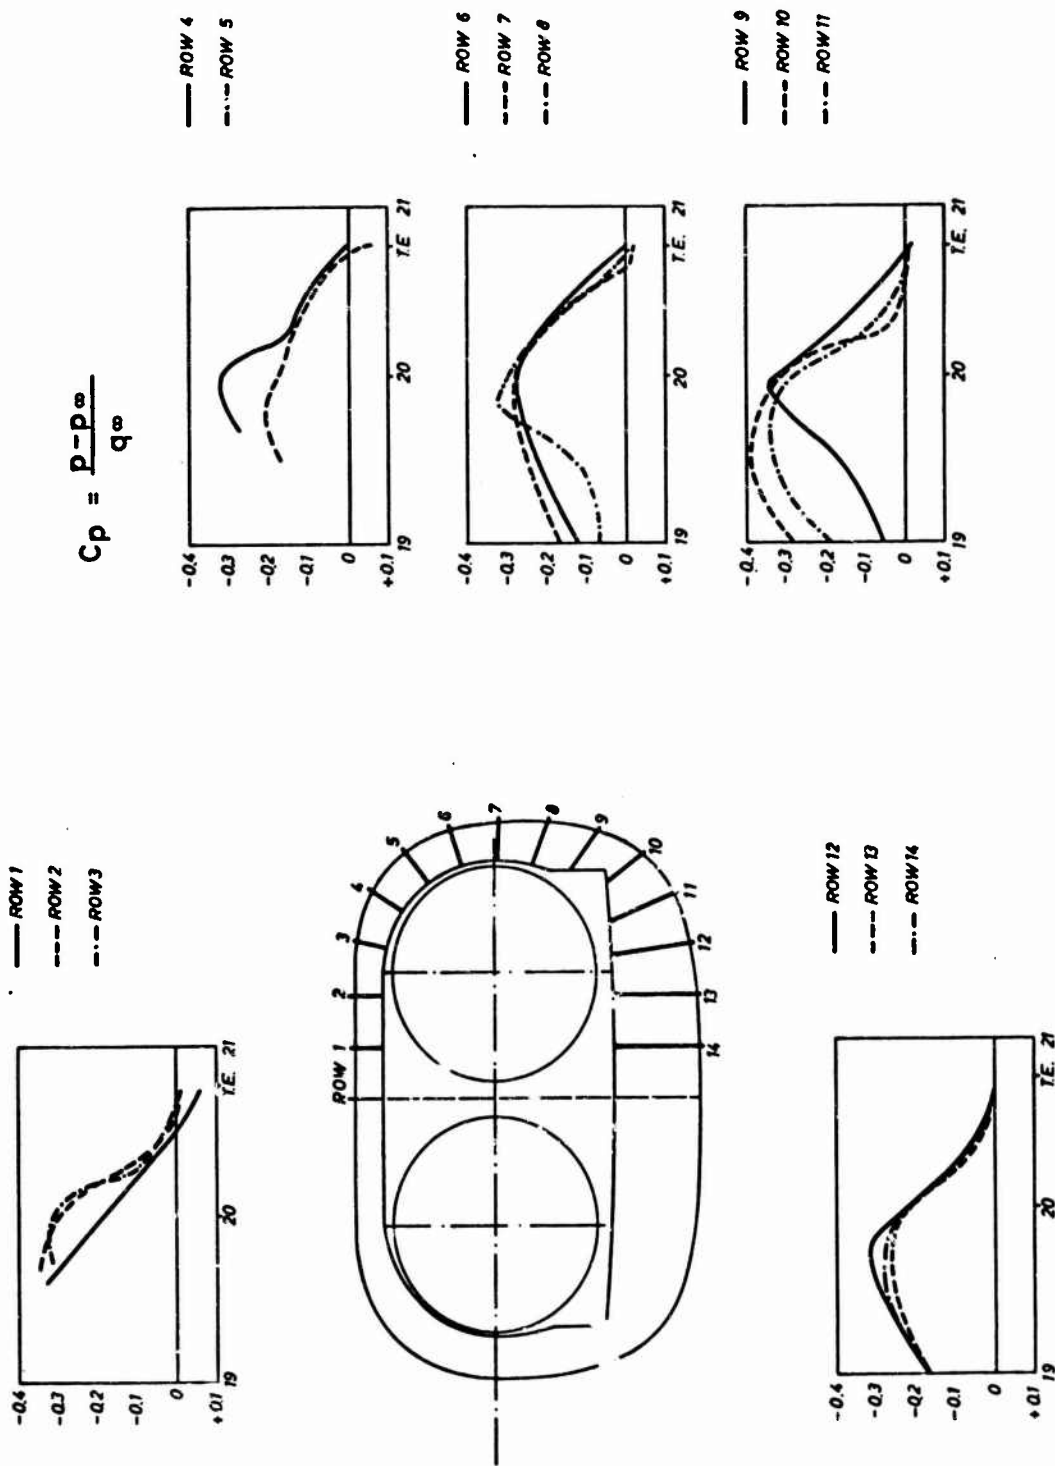 Cp = p-p∞ / q∞
ROW 1
ROW 2
ROW 3
-0.4
-0.3
-0.2
-0.1
0
+0.1
19
20
T.E.
21
ROW 4
ROW 5
-0.4
-0.3
-0.2
-0.1
0
+0.1
19
20
T.E.
21
ROW 1
2
3
4
5
6
7
8
9
10
11
12
13
14
ROW 6
ROW 7
ROW 8
-0.4
-0.3
-0.2
-0.1
0
+0.1
19
20
T.E.
21
ROW 12
ROW 13
ROW 14
-0.4
-0.3
-0.2
-0.1
0
+0.1
19
20
T.E.
21
ROW 9
ROW 10
ROW 11
-0.4
-0.3
-0.2
-0.1
0
+0.1
19
20
T.E.
21